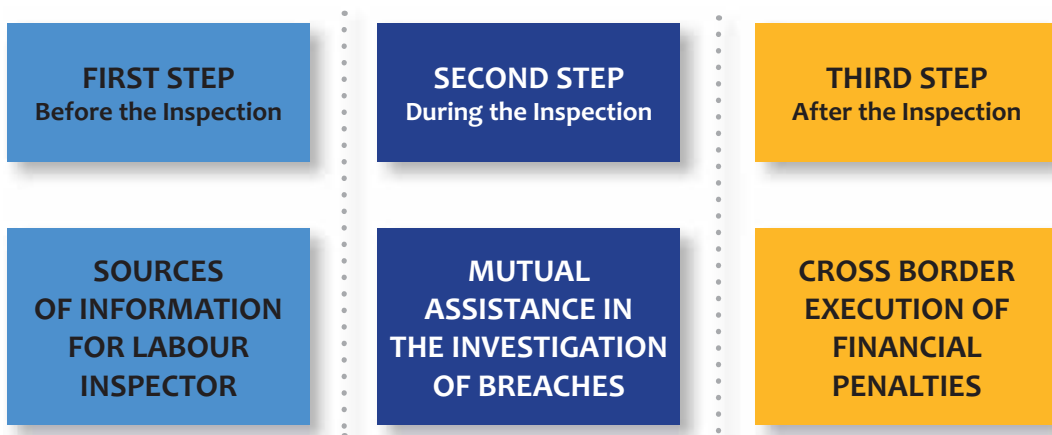 FIRST STEP
Before the Inspection
SECOND STEP
During the Inspection
THIRD STEP
After the Inspection
SOURCES
OF INFORMATION
FOR LABOUR
INSPECTOR
MUTUAL
ASSISTANCE IN
THE INVESTIGATION
OF BREACHES
CROSS BORDER
EXECUTION OF
FINANCIAL
PENALTIES